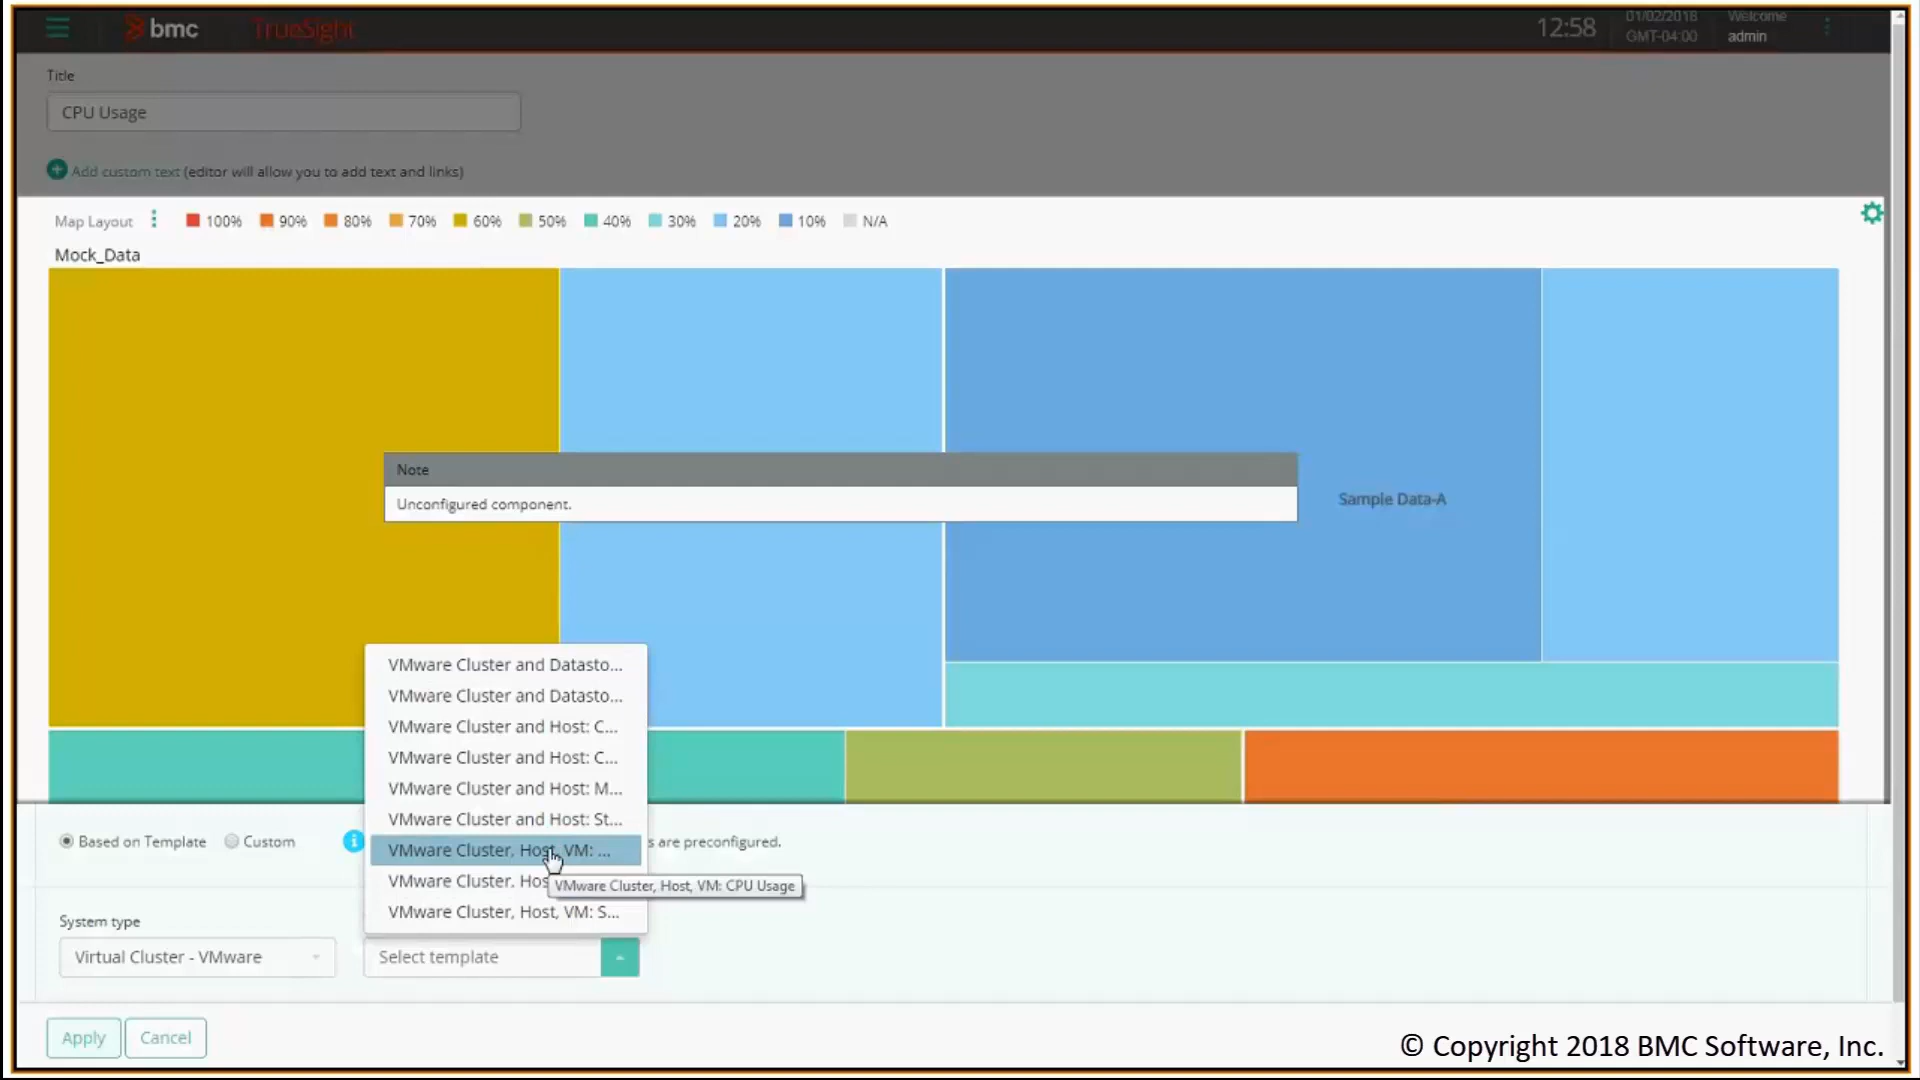 bmc TrueSight 12:58 01/02/2018 Welcome
GMT-04:00 admin
Title
CPU Usage
Add custom text (editor will allow you to add text and links)
Map Layout 100% 90% 80% 70% 60% 50% 40% 30% 20% 10% N/A
Mock_Data
Note
Unconfigured component.
Sample Data-A
VMware Cluster and Datasto...
VMware Cluster and Datasto...
VMware Cluster and Host: C...
VMware Cluster and Host: C...
VMware Cluster and Host: M...
VMware Cluster and Host: St...
Based on Template Custom VMware Cluster, Host, VM: ... s are preconfigured.
VMware Cluster, Hos
VMware Cluster, Host, VM: CPU Usage
VMware Cluster, Host, VM: S...
System type
Virtual Cluster - VMware Select template
Apply Cancel
© Copyright 2018 BMC Software, Inc.